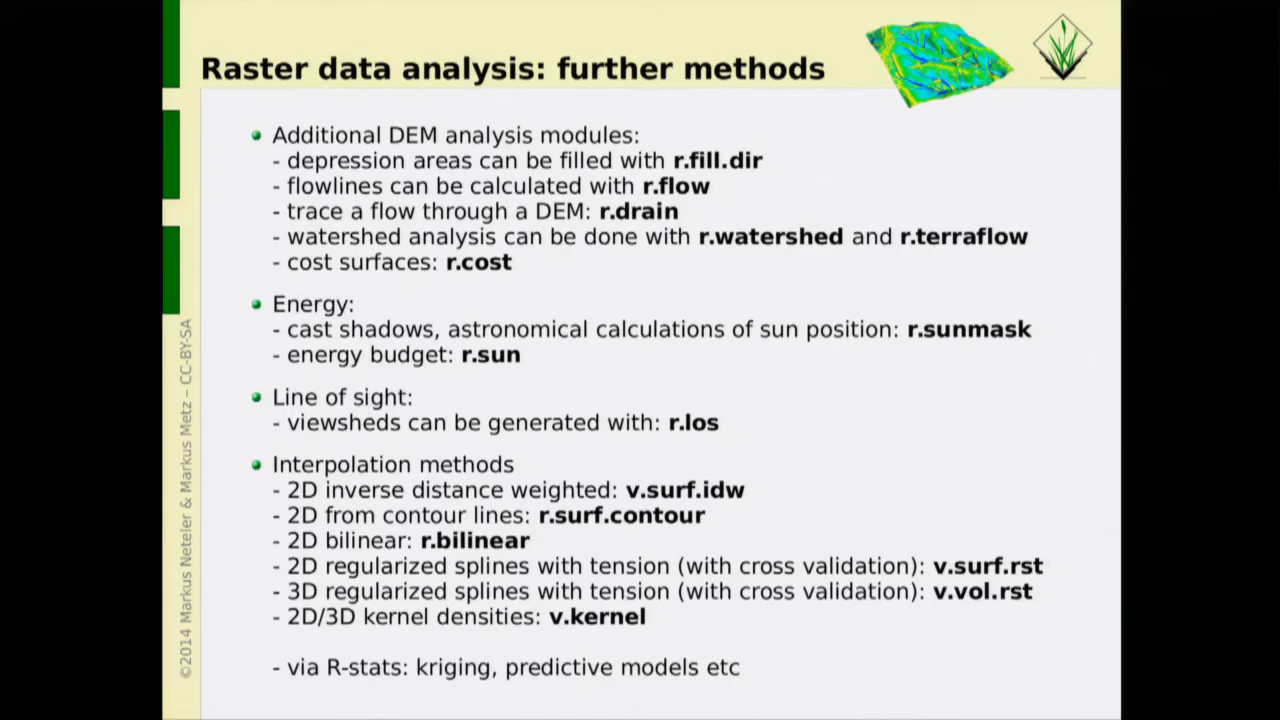 Raster data analysis: further methods
Additional DEM analysis modules:
- depression areas can be filled with r.fill.dir
- flowlines can be calculated with r.flow
- trace a flow through a DEM: r.drain
- watershed analysis can be done with r.watershed and r.terraflow
- cost surfaces: r.cost
Energy:
- cast shadows, astronomical calculations of sun position: r.sunmask
- energy budget: r.sun
Line of sight:
- viewsheds can be generated with: r.los
Interpolation methods
- 2D inverse distance weighted: v.surf.idw
- 2D from contour lines: r.surf.contour
- 2D bilinear: r.bilinear
- 2D regularized splines with tension (with cross validation): v.surf.rst
- 3D regularized splines with tension (with cross validation): v.vol.rst
- 2D/3D kernel densities: v.kernel
- via R-stats: kriging, predictive models etc
©2014 Markus Neteler & Markus Metz – CC-BY-SA